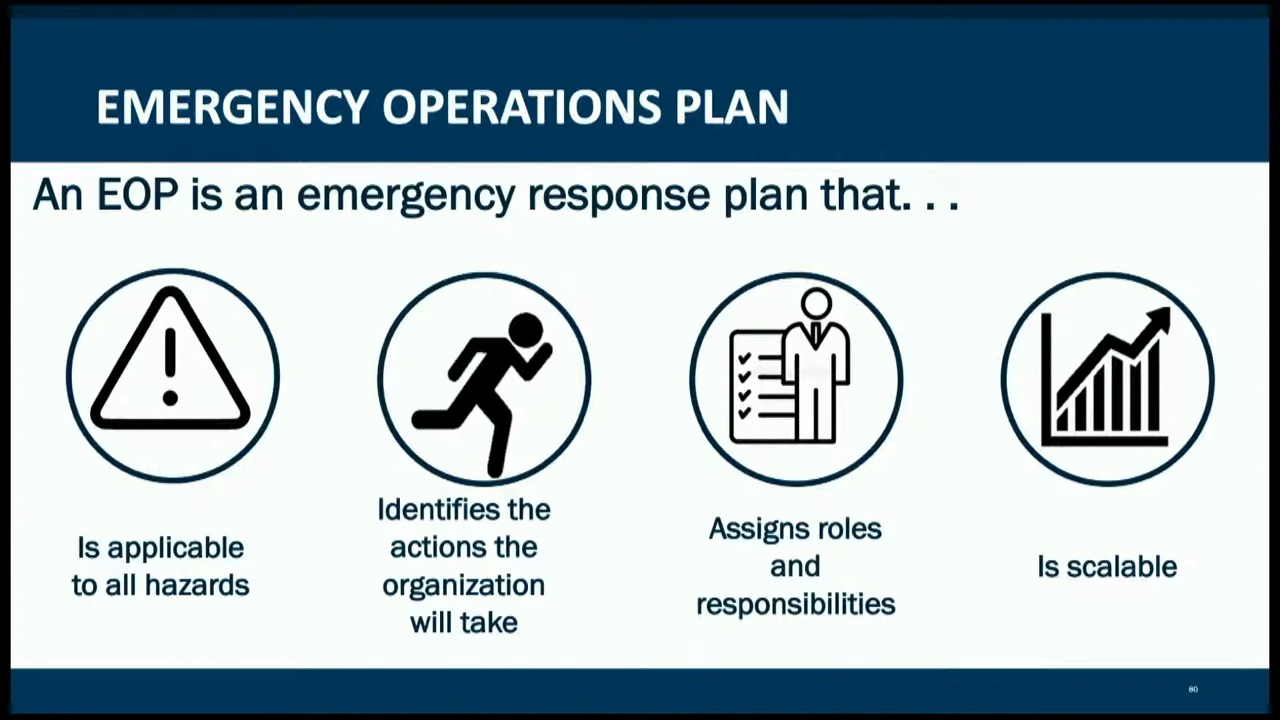 EMERGENCY OPERATIONS PLAN
An EOP is an emergency response plan that. . .
Is applicable
to all hazards
Identifies the
actions the
organization
will take
Assigns roles
and
responsibilities
Is scalable
80